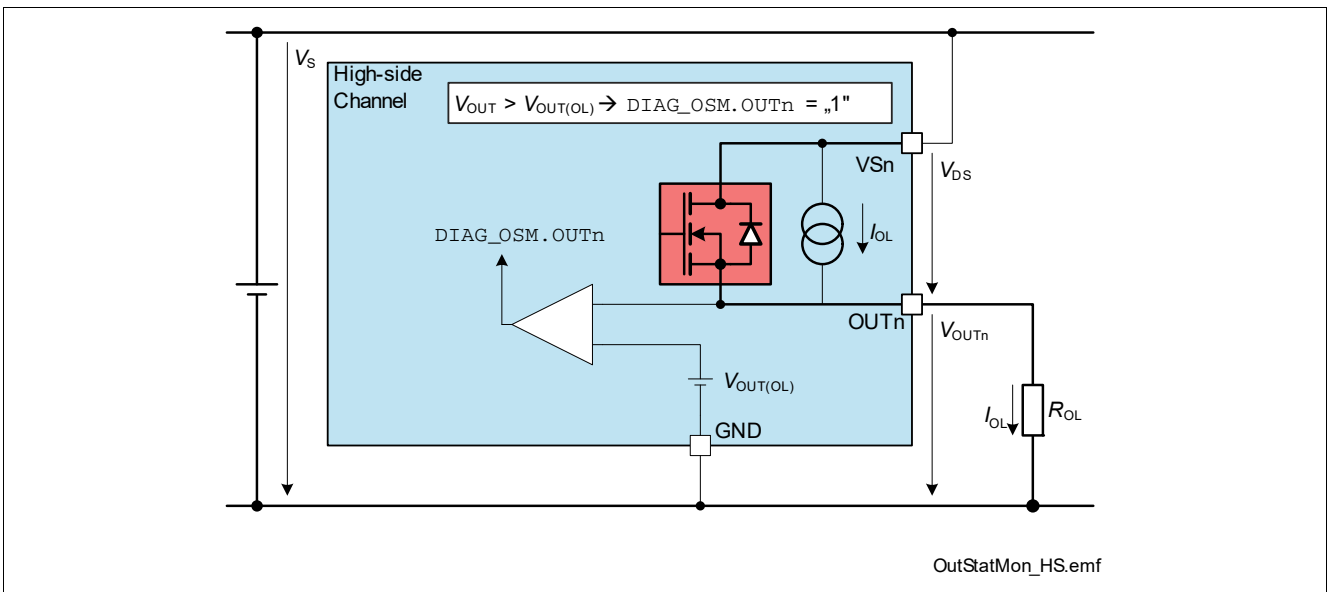 VS
High-side
Channel
VOUT > VOUT(OL) → DIAG_OSM.OUTn = „1"
VSn
VDS
IOL
DIAG_OSM.OUTn
OUTn
VOUTn
VOUT(OL)
IOL
ROL
GND
OutStatMon_HS.emf